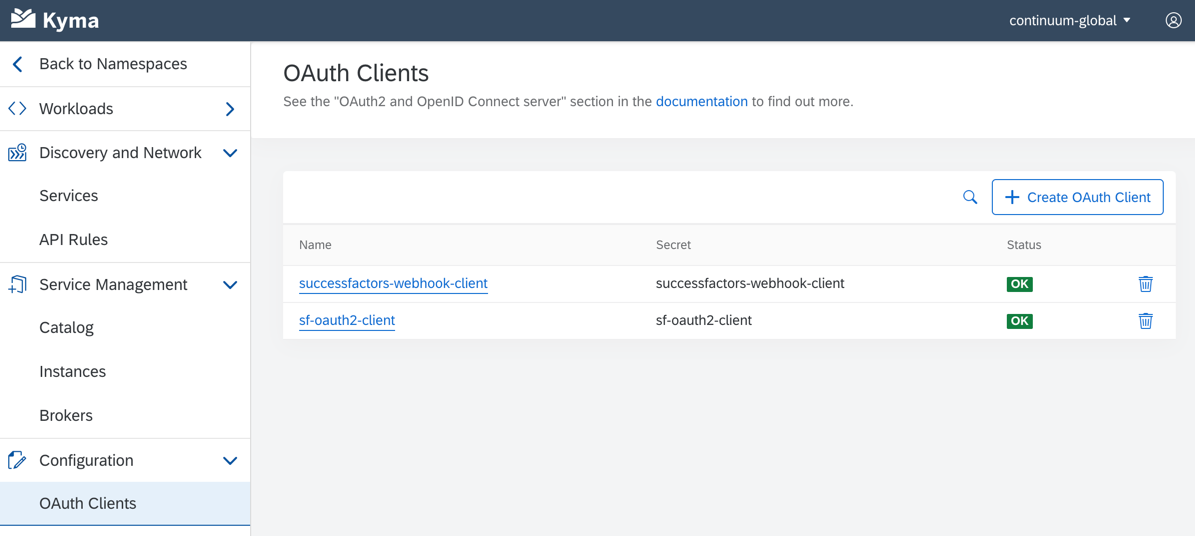 Kyma
continuum-global
Back to Namespaces
Workloads
Discovery and Network
Services
API Rules
Service Management
Catalog
Instances
Brokers
Configuration
OAuth Clients
OAuth Clients
See the "OAuth2 and OpenID Connect server" section in the documentation to find out more.
Create OAuth Client
Name Secret Status
successfactors-webhook-client successfactors-webhook-client OK
sf-oauth2-client sf-oauth2-client OK